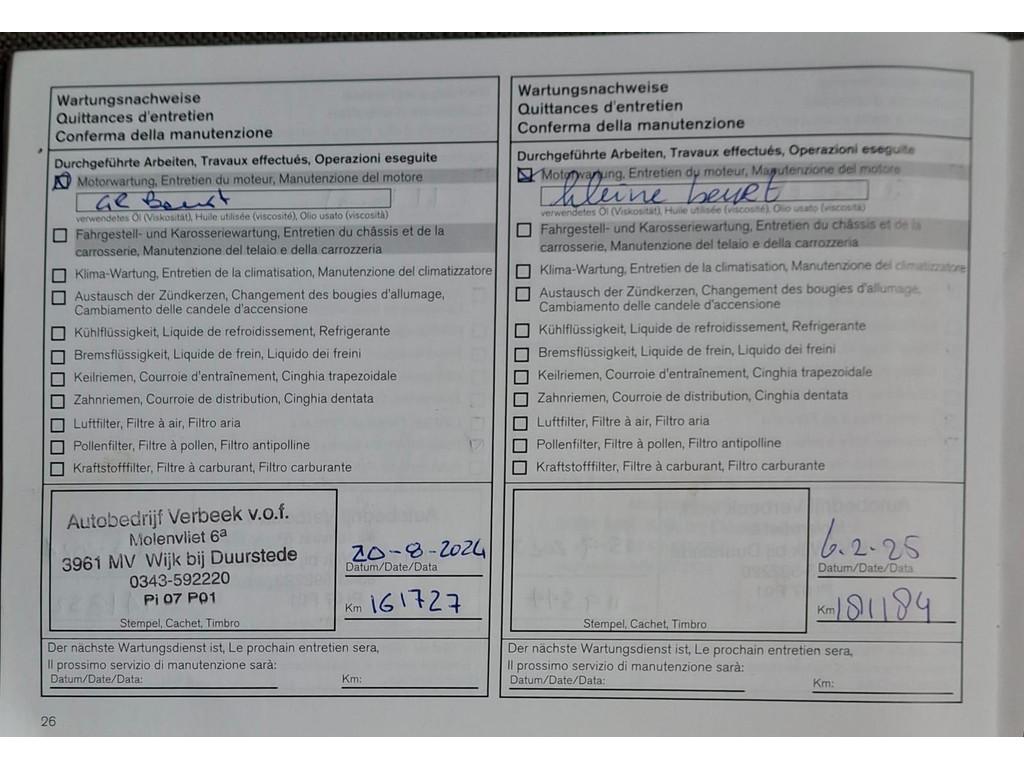 Wartungsnachweise
Quittances d'entretien
Conferma della manutenzione
Durchgeführte Arbeiten, Travaux effectués, Operazioni eseguite
Motorwartung, Entretien du moteur, Manutenzione del motore
GR Beurt
verwendetes Öl (Viskosität), Huile utilisée (viscosité), Olio usato (viscosità)
Fahrgestell- und Karosseriewartung, Entretien du châssis et de la
carrosserie, Manutenzione del telaio e della carrozzeria
Klima-Wartung, Entretien de la climatisation, Manutenzione del climatizzatore
Austausch der Zündkerzen, Changement des bougies d'allumage,
Cambiamento delle candele d'accensione
Kühlflüssigkeit, Liquide de refroidissement, Refrigerante
Bremsflüssigkeit, Liquide de frein, Liquido dei freini
Keilriemen, Courroie d'entraînement, Cinghia trapezoidale
Zahnriemen, Courroie de distribution, Cinghia dentata
Luftfilter, Filtre à air, Filtro aria
Pollenfilter, Filtre à pollen, Filtro antipolline
Kraftstofffilter, Filtre à carburant, Filtro carburante
Autobedrijf Verbeek v.o.f.
Molenvliet 6a
3961 MV Wijk bij Duurstede
0343-592220
Pi 07 P01
Stempel, Cachet, Timbro
20-8-2024
Datum/Date/Data
Km 161727
Der nächste Wartungsdienst ist, Le prochain entretien sera,
Il prossimo servizio di manutenzione sarà:
Datum/Date/Data:
Km:
26
Wartungsnachweise
Quittances d'entretien
Conferma della manutenzione
Durchgeführte Arbeiten, Travaux effectués, Operazioni eseguite
Motorwartung, Entretien du moteur, Manutenzione del motore
kleine beurt
verwendetes Öl (Viskosität), Huile utilisée (viscosité), Olio usato (viscosità)
Fahrgestell- und Karosseriewartung, Entretien du châssis et de la
carrosserie, Manutenzione del telaio e della carrozzeria
Klima-Wartung, Entretien de la climatisation, Manutenzione del climatizzatore
Austausch der Zündkerzen, Changement des bougies d'allumage,
Cambiamento delle candele d'accensione
Kühlflüssigkeit, Liquide de refroidissement, Refrigerante
Bremsflüssigkeit, Liquide de frein, Liquido dei freini
Keilriemen, Courroie d'entraînement, Cinghia trapezoidale
Zahnriemen, Courroie de distribution, Cinghia dentata
Luftfilter, Filtre à air, Filtro aria
Pollenfilter, Filtre à pollen, Filtro antipolline
Kraftstofffilter, Filtre à carburant, Filtro carburante
Stempel, Cachet, Timbro
6.2.25
Datum/Date/Data
Km 181184
Der nächste Wartungsdienst ist, Le prochain entretien sera,
Il prossimo servizio di manutenzione sarà:
Datum/Date/Data:
Km: